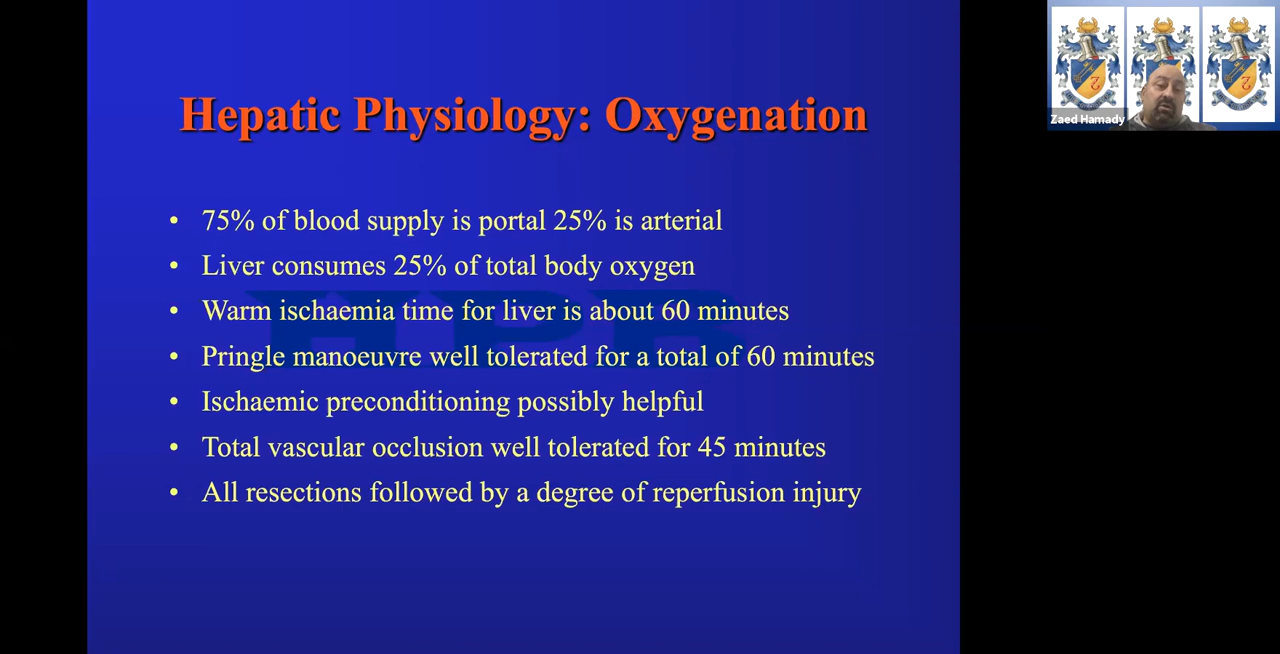 Hepatic Physiology: Oxygenation
• 75% of blood supply is portal 25% is arterial
• Liver consumes 25% of total body oxygen
• Warm ischaemia time for liver is about 60 minutes
• Pringle manoeuvre well tolerated for a total of 60 minutes
• Ischaemic preconditioning possibly helpful
• Total vascular occlusion well tolerated for 45 minutes
• All resections followed by a degree of reperfusion injury
HPB
Zaed Hamady